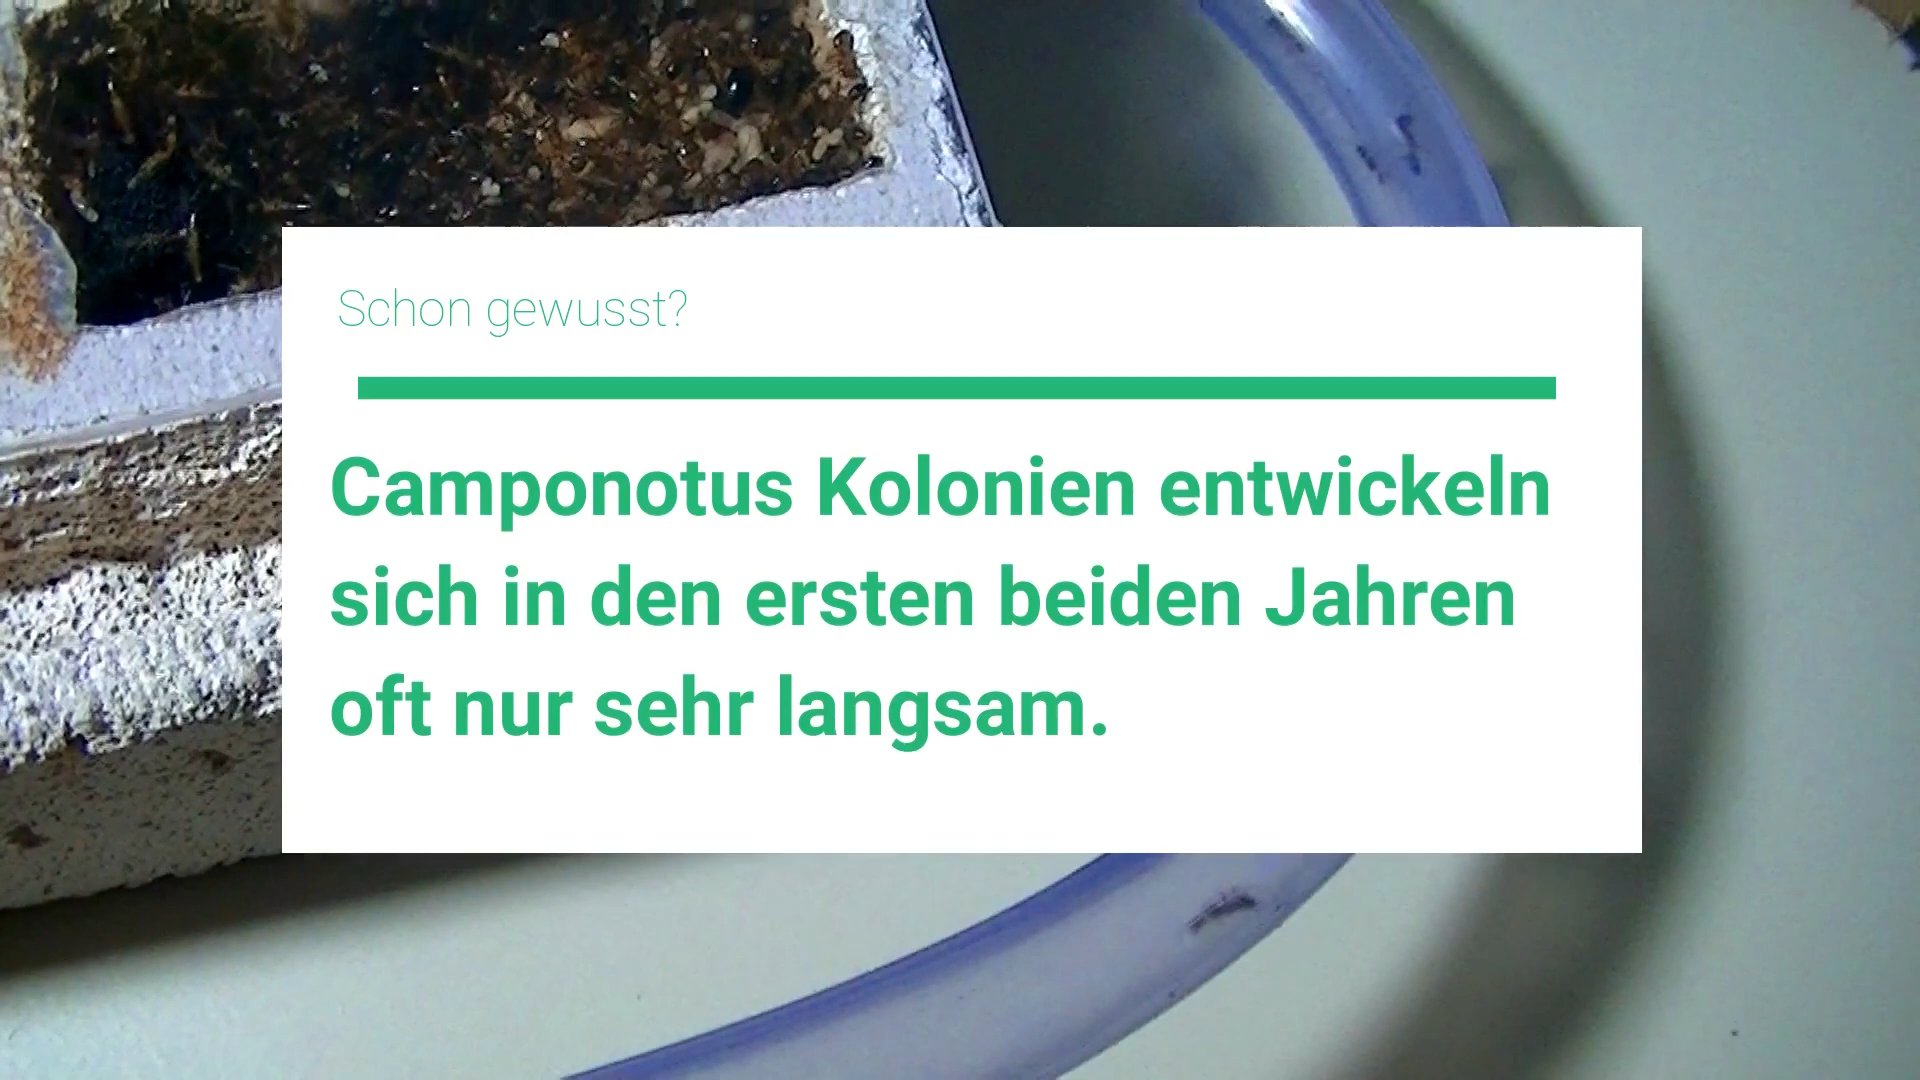 Schon gewusst?
Camponotus Kolonien entwickeln
sich in den ersten beiden Jahren
oft nur sehr langsam.